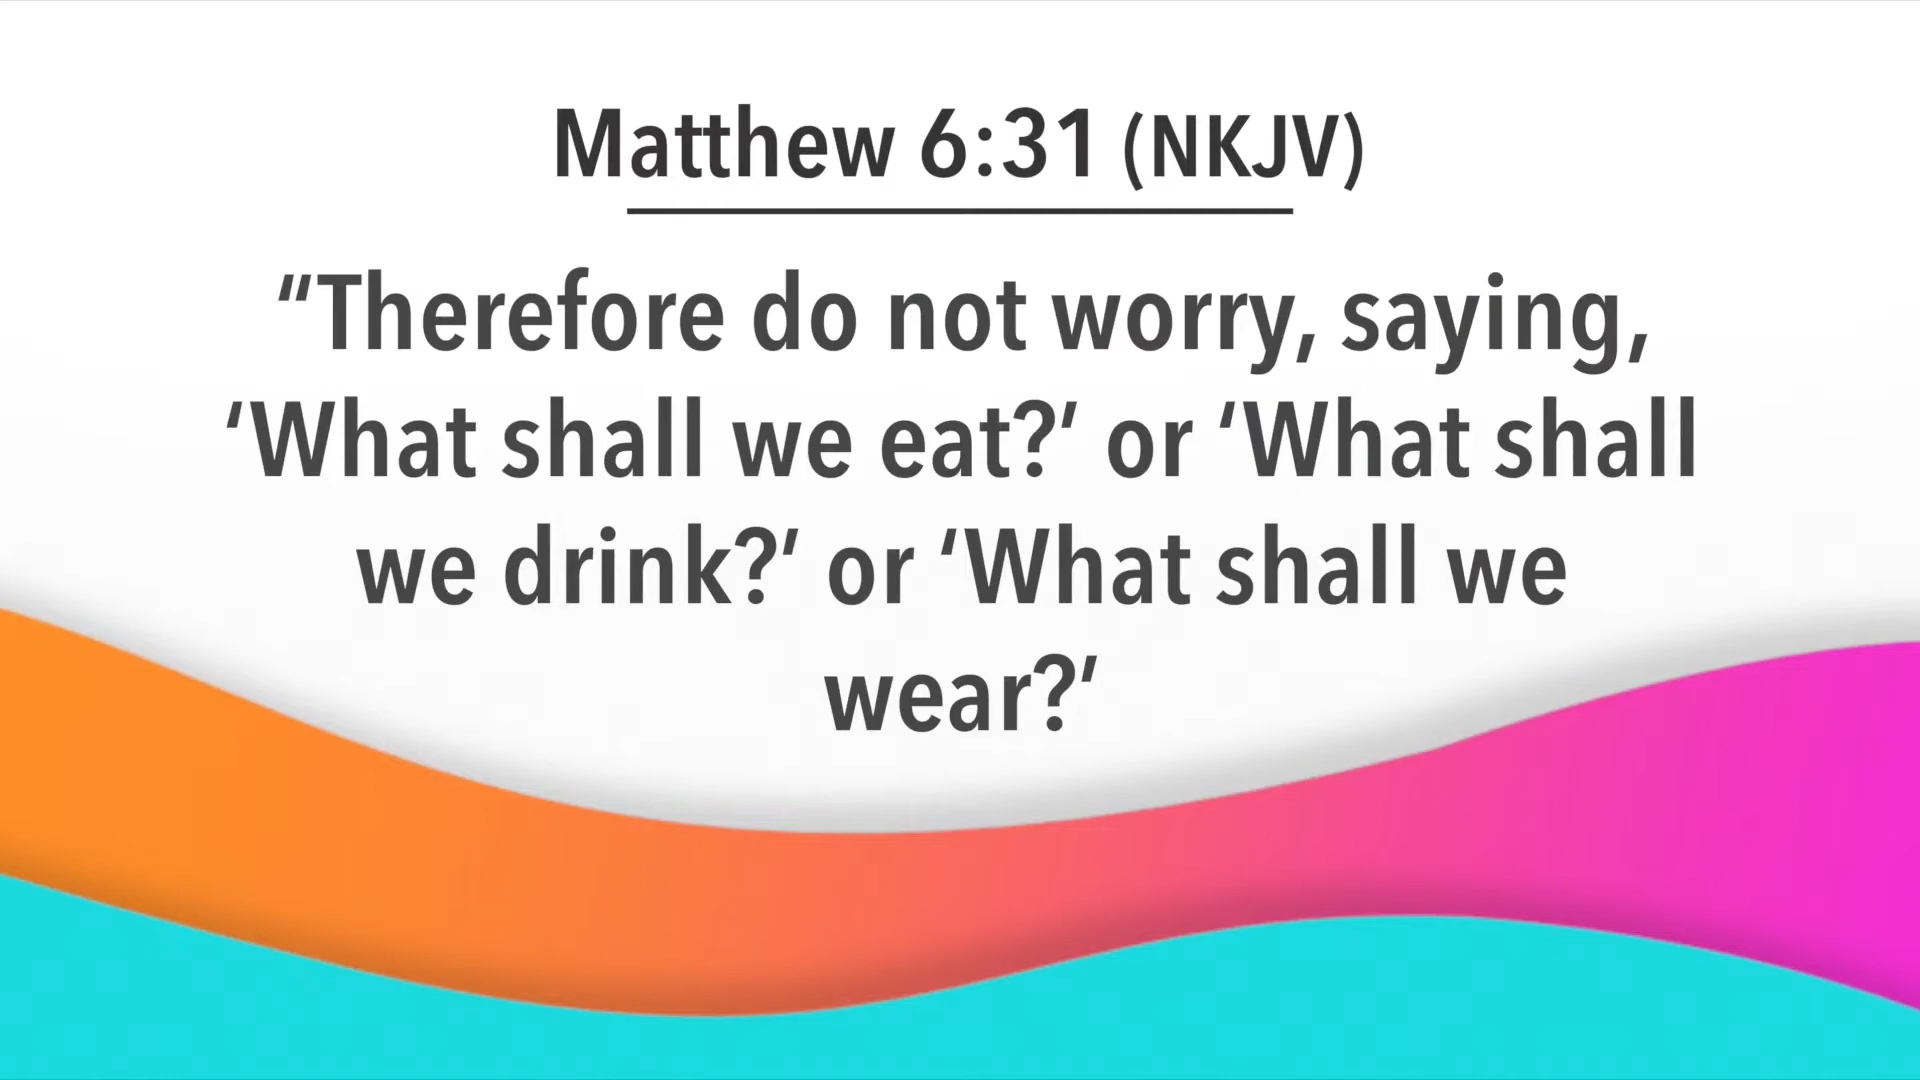 Matthew 6:31 (NKJV)
“Therefore do not worry, saying,
‘What shall we eat?’ or ‘What shall
we drink?’ or ‘What shall we
wear?’